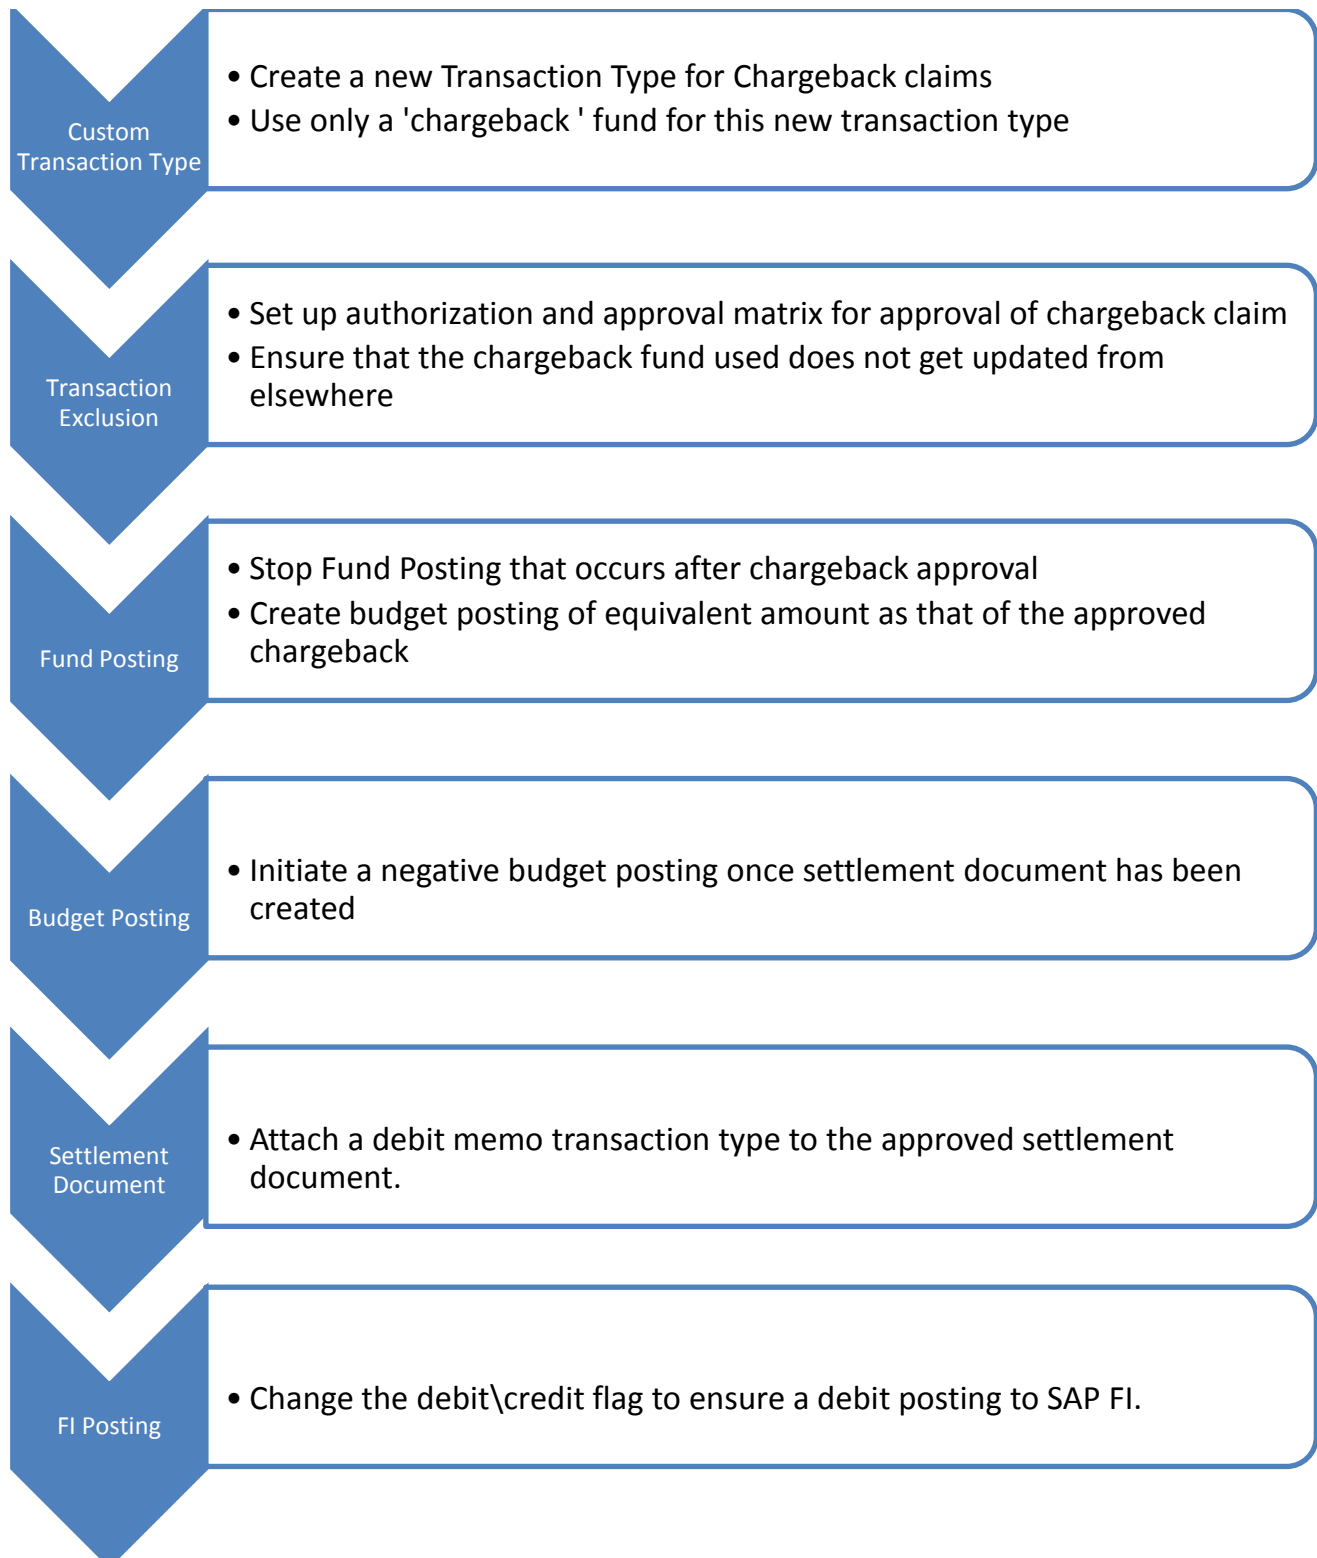 Custom
Transaction Type
• Create a new Transaction Type for Chargeback claims
• Use only a 'chargeback ' fund for this new transaction type
Transaction
Exclusion
• Set up authorization and approval matrix for approval of chargeback claim
• Ensure that the chargeback fund used does not get updated from
elsewhere
Fund Posting
• Stop Fund Posting that occurs after chargeback approval
• Create budget posting of equivalent amount as that of the approved
chargeback
Budget Posting
• Initiate a negative budget posting once settlement document has been
created
Settlement
Document
• Attach a debit memo transaction type to the approved settlement
document.
FI Posting
• Change the debit\credit flag to ensure a debit posting to SAP FI.